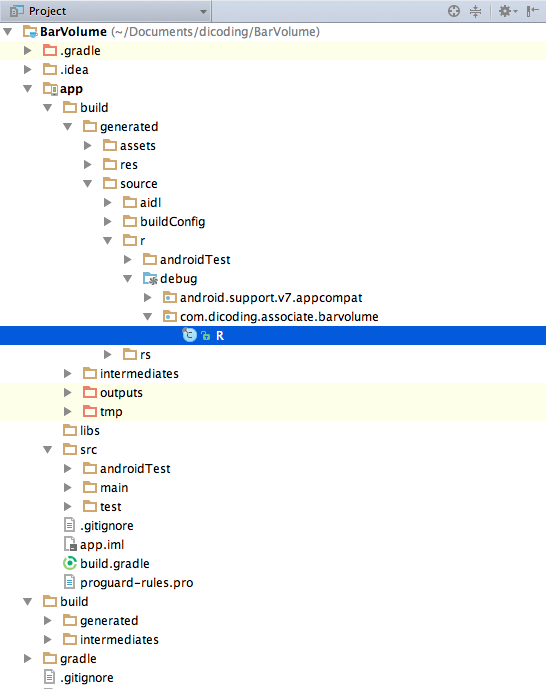 Project
BarVolume (~/Documents/dicoding/BarVolume)
.gradle
.idea
app
build
generated
assets
res
source
aidl
buildConfig
r
androidTest
debug
android.support.v7.appcompat
com.dicoding.associate.barvolume
C R
rs
intermediates
outputs
tmp
libs
src
androidTest
main
test
.gitignore
app.iml
build.gradle
proguard-rules.pro
build
generated
intermediates
gradle
.gitignore